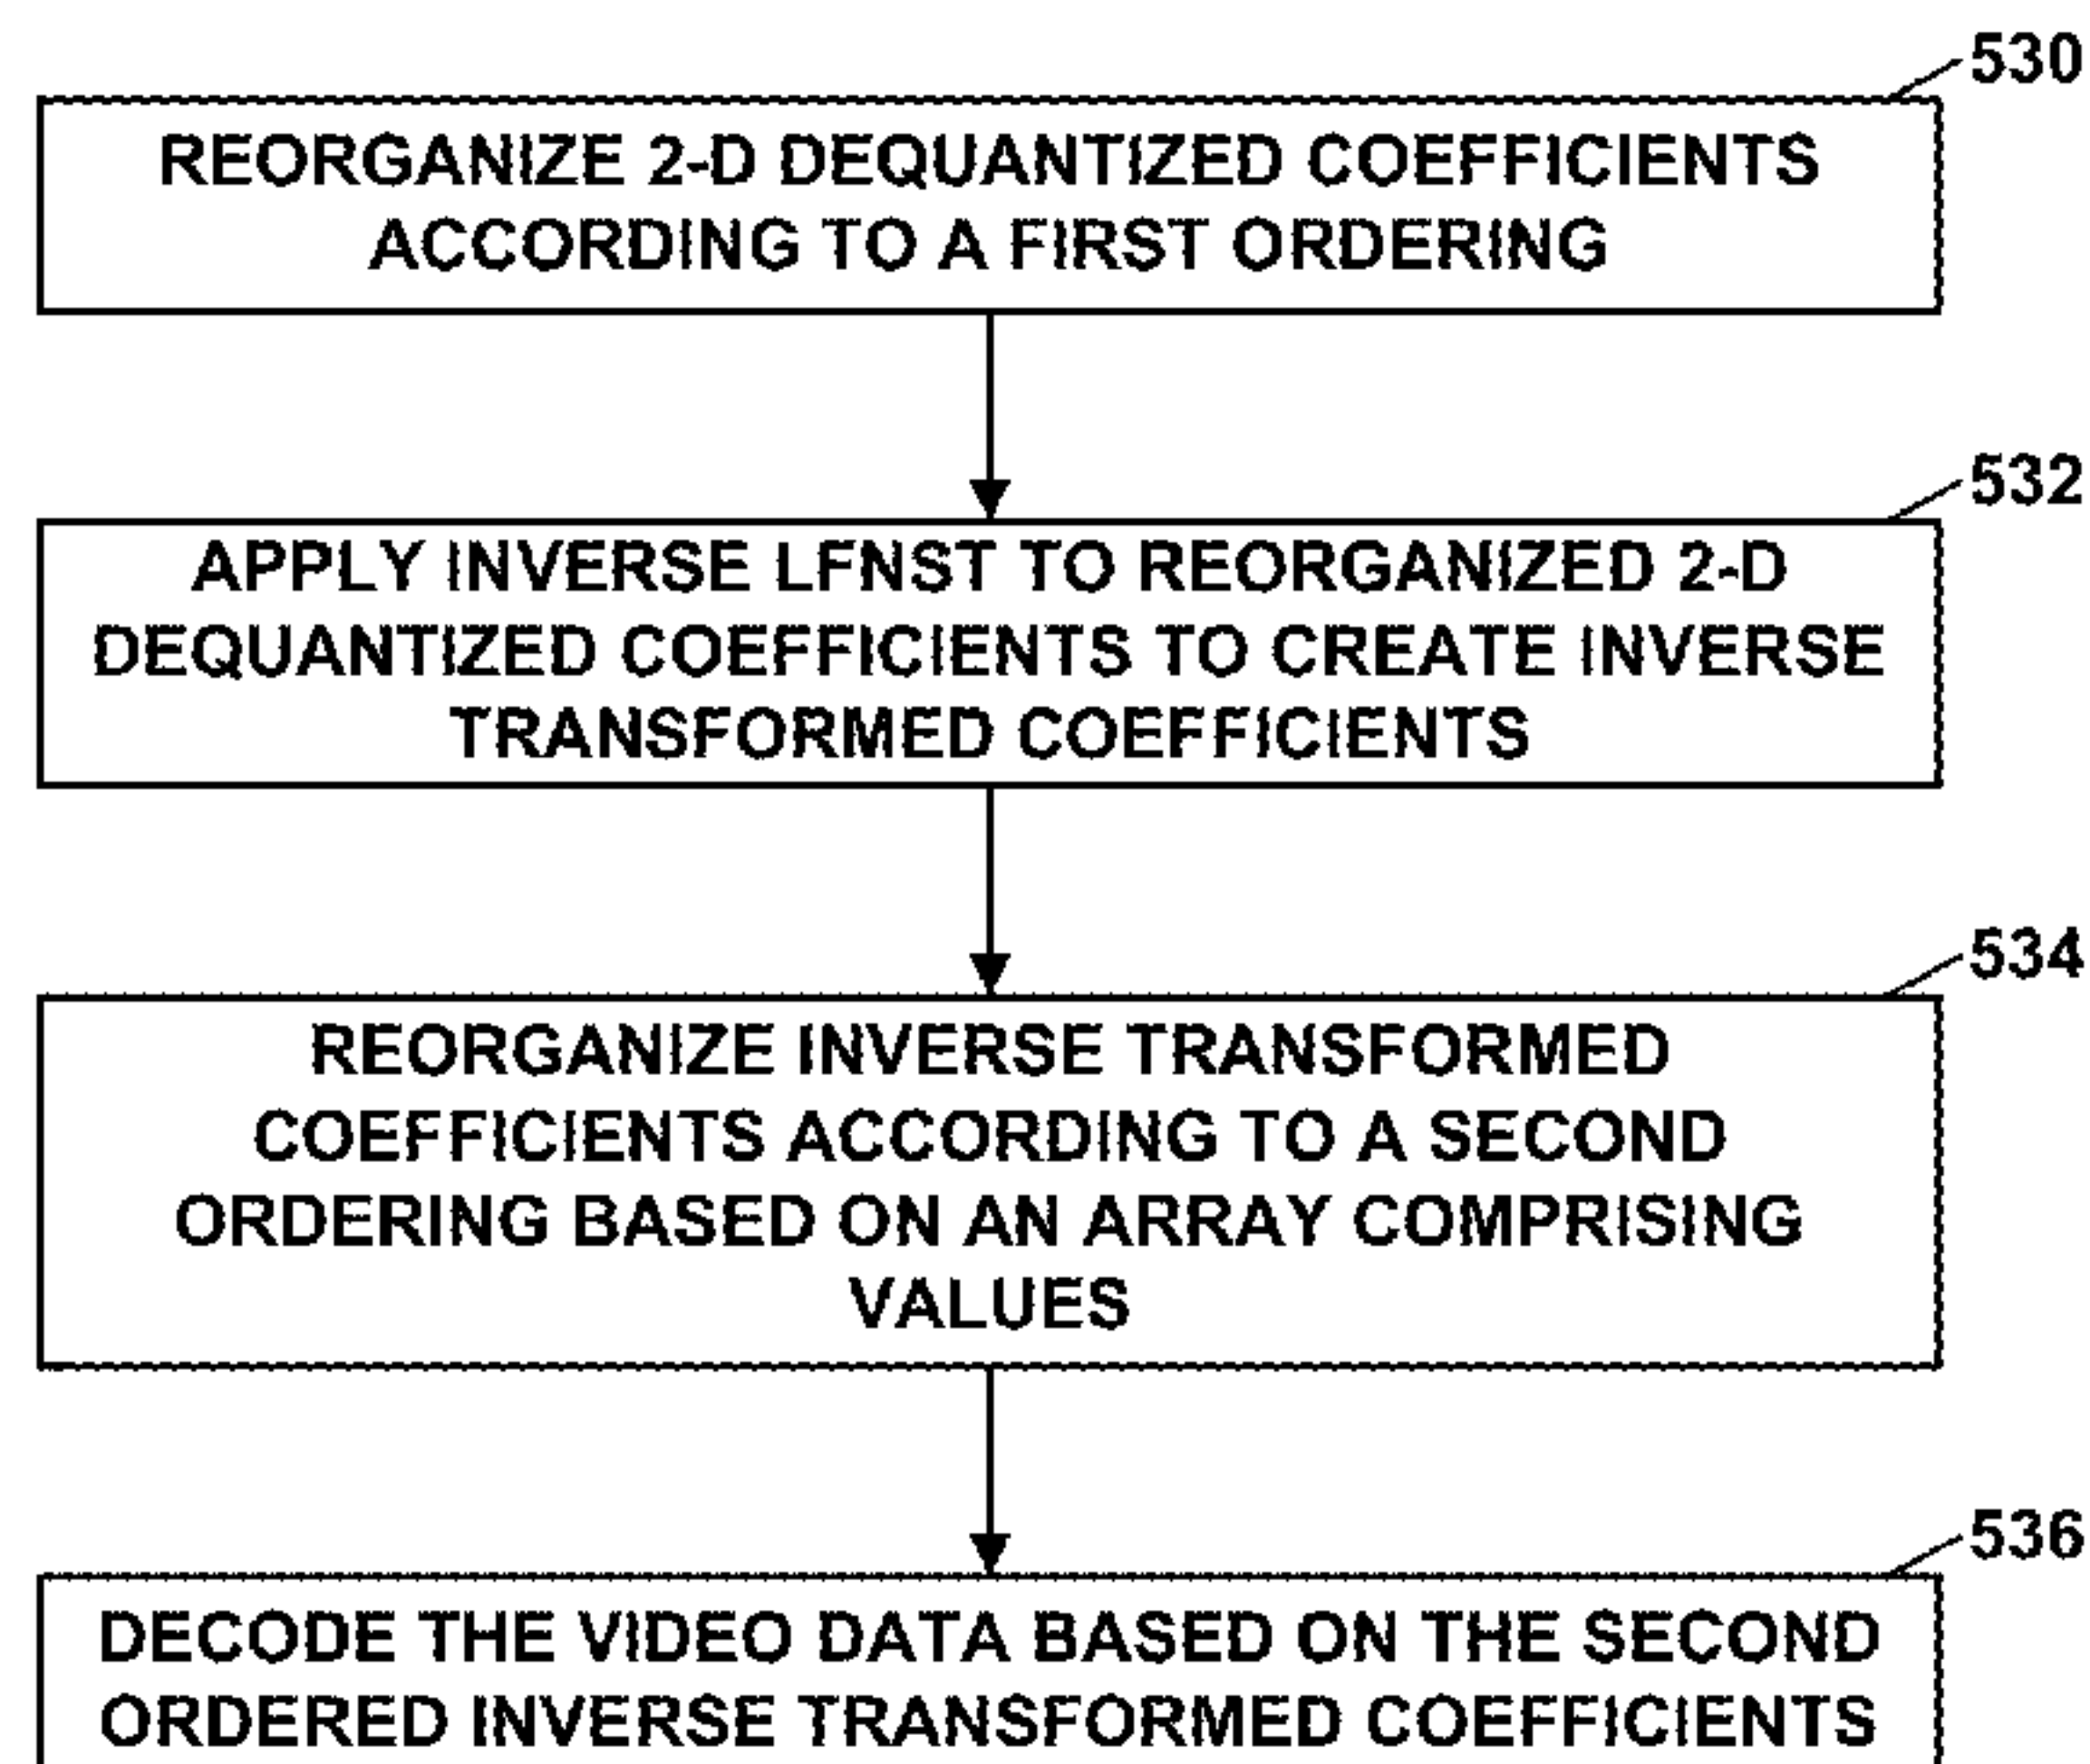 530
REORGANIZE 2-D DEQUANTIZED COEFFICIENTS
ACCORDING TO A FIRST ORDERING
532
APPLY INVERSE LFNST TO REORGANIZED 2-D
DEQUANTIZED COEFFICIENTS TO CREATE INVERSE
TRANSFORMED COEFFICIENTS
534
REORGANIZE INVERSE TRANSFORMED
COEFFICIENTS ACCORDING TO A SECOND
ORDERING BASED ON AN ARRAY COMPRISING
VALUES
536
DECODE THE VIDEO DATA BASED ON THE SECOND
ORDERED INVERSE TRANSFORMED COEFFICIENTS